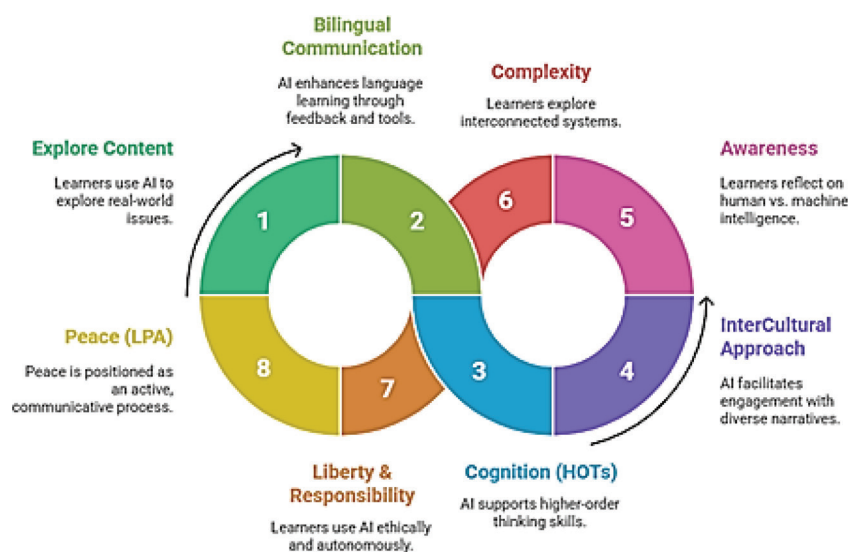 Bilingual
Communication
AI enhances language
learning through
feedback and tools.
Complexity
Learners explore
interconnected systems.
Explore Content
Learners use AI to
explore real-world
issues.
Awareness
Learners reflect on
human vs. machine
intelligence.
1
2
6
5
Peace (LPA)
Peace is positioned as
an active,
communicative process.
8
7
3
4
InterCultural
Approach
AI facilitates
engagement with
diverse narratives.
Liberty &
Responsibility
Learners use AI ethically
and autonomously.
Cognition (HOTs)
AI supports higher-order
thinking skills.